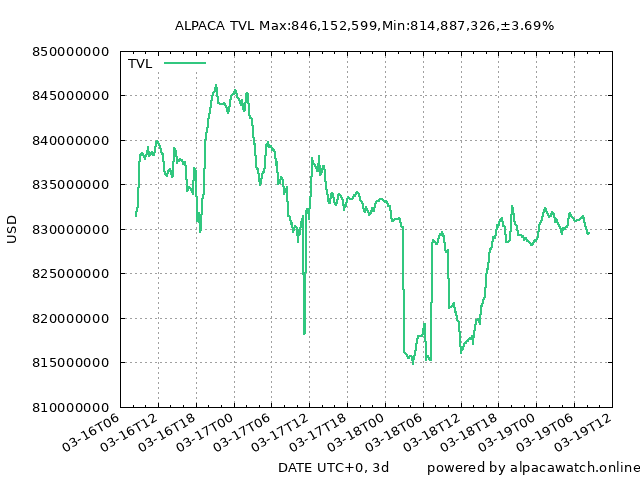 ALPACA TVL Max:846,152,599,Min:814,887,326,±3.69%
850000000
TVL
845000000
840000000
835000000
830000000
USD
825000000
820000000
815000000
810000000
03-16T06 03-16T12 03-16T18 03-17T00 03-17T06 03-17T12 03-17T18 03-18T00 03-18T06 03-18T12 03-18T18 03-19T00 03-19T06 03-19T12
DATE UTC+0, 3d powered by alpacawatch.online